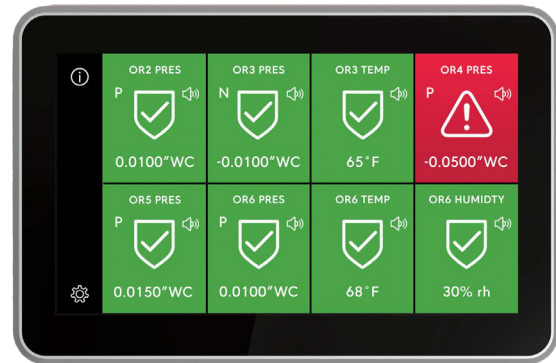 OR2 PRES
P
0.0100"WC
OR3 PRES
N
-0.0100"WC
OR3 TEMP
65°F
OR4 PRES
P
-0.0500"WC
OR5 PRES
P
0.0150"WC
OR6 PRES
P
0.0100"WC
OR6 TEMP
68°F
OR6 HUMIDTY
30% rh